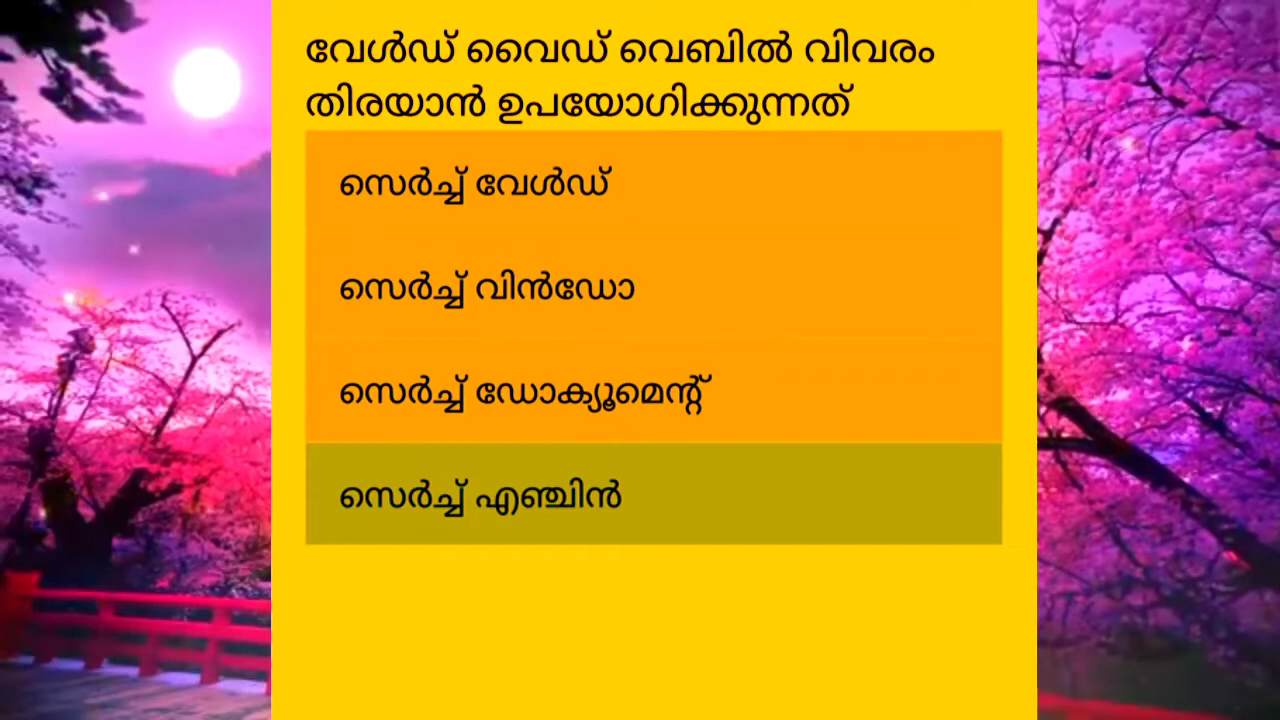 വേൾഡ് വൈഡ് വെബിൽ വിവരം
തിരയാൻ ഉപയോഗിക്കുന്നത്
സെർച്ച് വേൾഡ്
സെർച്ച് വിൻഡോ
സെർച്ച് ഡോക്യൂമെന്റ്
സെർച്ച് എഞ്ചിൻ